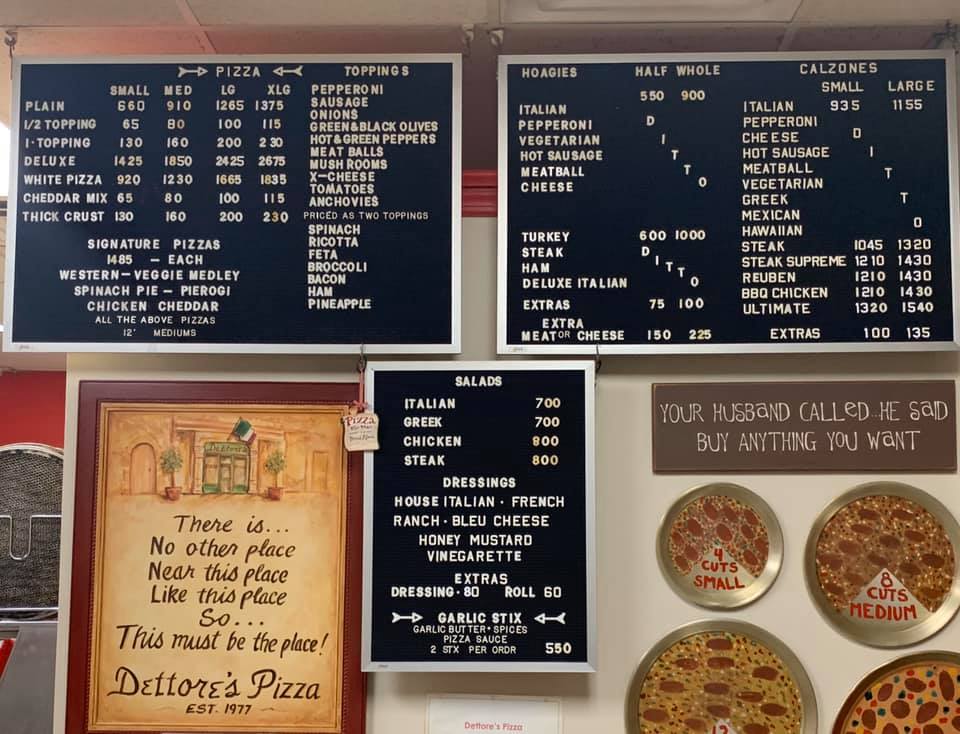 PIZZA
SMALL MED LG XLG
PLAIN 660 910 1265 1375
1/2 TOPPING 65 80 100 115
1·TOPPING 130 160 200 230
DELUXE 1425 1850 2425 2675
WHITE PIZZA 920 1230 1665 1835
CHEDDAR MIX 65 80 100 115
THICK CRUST 130 160 200 230
SIGNATURE PIZZAS
1485 - EACH
WESTERN - VEGGIE MEDLEY
SPINACH PIE - PIEROGI
CHICKEN CHEDDAR
ALL THE ABOVE PIZZAS
12" MEDIUMS
TOPPINGS
PEPPERONI
SAUSAGE
ONIONS
GREEN&BLACK OLIVES
HOT&GREEN PEPPERS
MEAT BALLS
MUSHROOMS
X-CHEESE
TOMATOES
ANCHOVIES
PRICED AS TWO TOPPINGS
SPINACH
RICOTTA
FETA
BROCCOLI
BACON
HAM
PINEAPPLE
HOAGIES HALF WHOLE
550 900
ITALIAN
PEPPERONI D
VEGETARIAN I
HOT SAUSAGE T
MEATBALL T
CHEESE O
TURKEY 600 1000
STEAK D
HAM I T T
DELUXE ITALIAN O
EXTRAS 75 100
EXTRA
MEAT OR CHEESE 150 225
CALZONES
SMALL LARGE
ITALIAN 935 1155
PEPPERONI
CHEESE D
HOT SAUSAGE I
MEATBALL T
VEGETARIAN
GREEK T
MEXICAN
HAWAIIAN O
STEAK 1045 1320
STEAK SUPREME 1210 1430
REUBEN 1210 1430
BBQ CHICKEN 1210 1430
ULTIMATE 1320 1540
EXTRAS 100 135
SALADS
ITALIAN 700
GREEK 700
CHICKEN 800
STEAK 800
DRESSINGS
HOUSE ITALIAN · FRENCH
RANCH · BLEU CHEESE
HONEY MUSTARD
VINEGARETTE
EXTRAS
DRESSING·80 ROLL 60
GARLIC STIX
GARLIC BUTTER·SPICES
PIZZA SAUCE
2 STX PER ORDR 550
Dettore's
There is...
No other place
Near this place
Like this place
So...
This must be the place!
Dettore's Pizza
EST. 1977
Pizza
YOUR HUSBAND CALLED...HE SAID
BUY ANYTHING YOU WANT
4
CUTS
SMALL
8
CUTS
MEDIUM
12
Dettore's Pizza